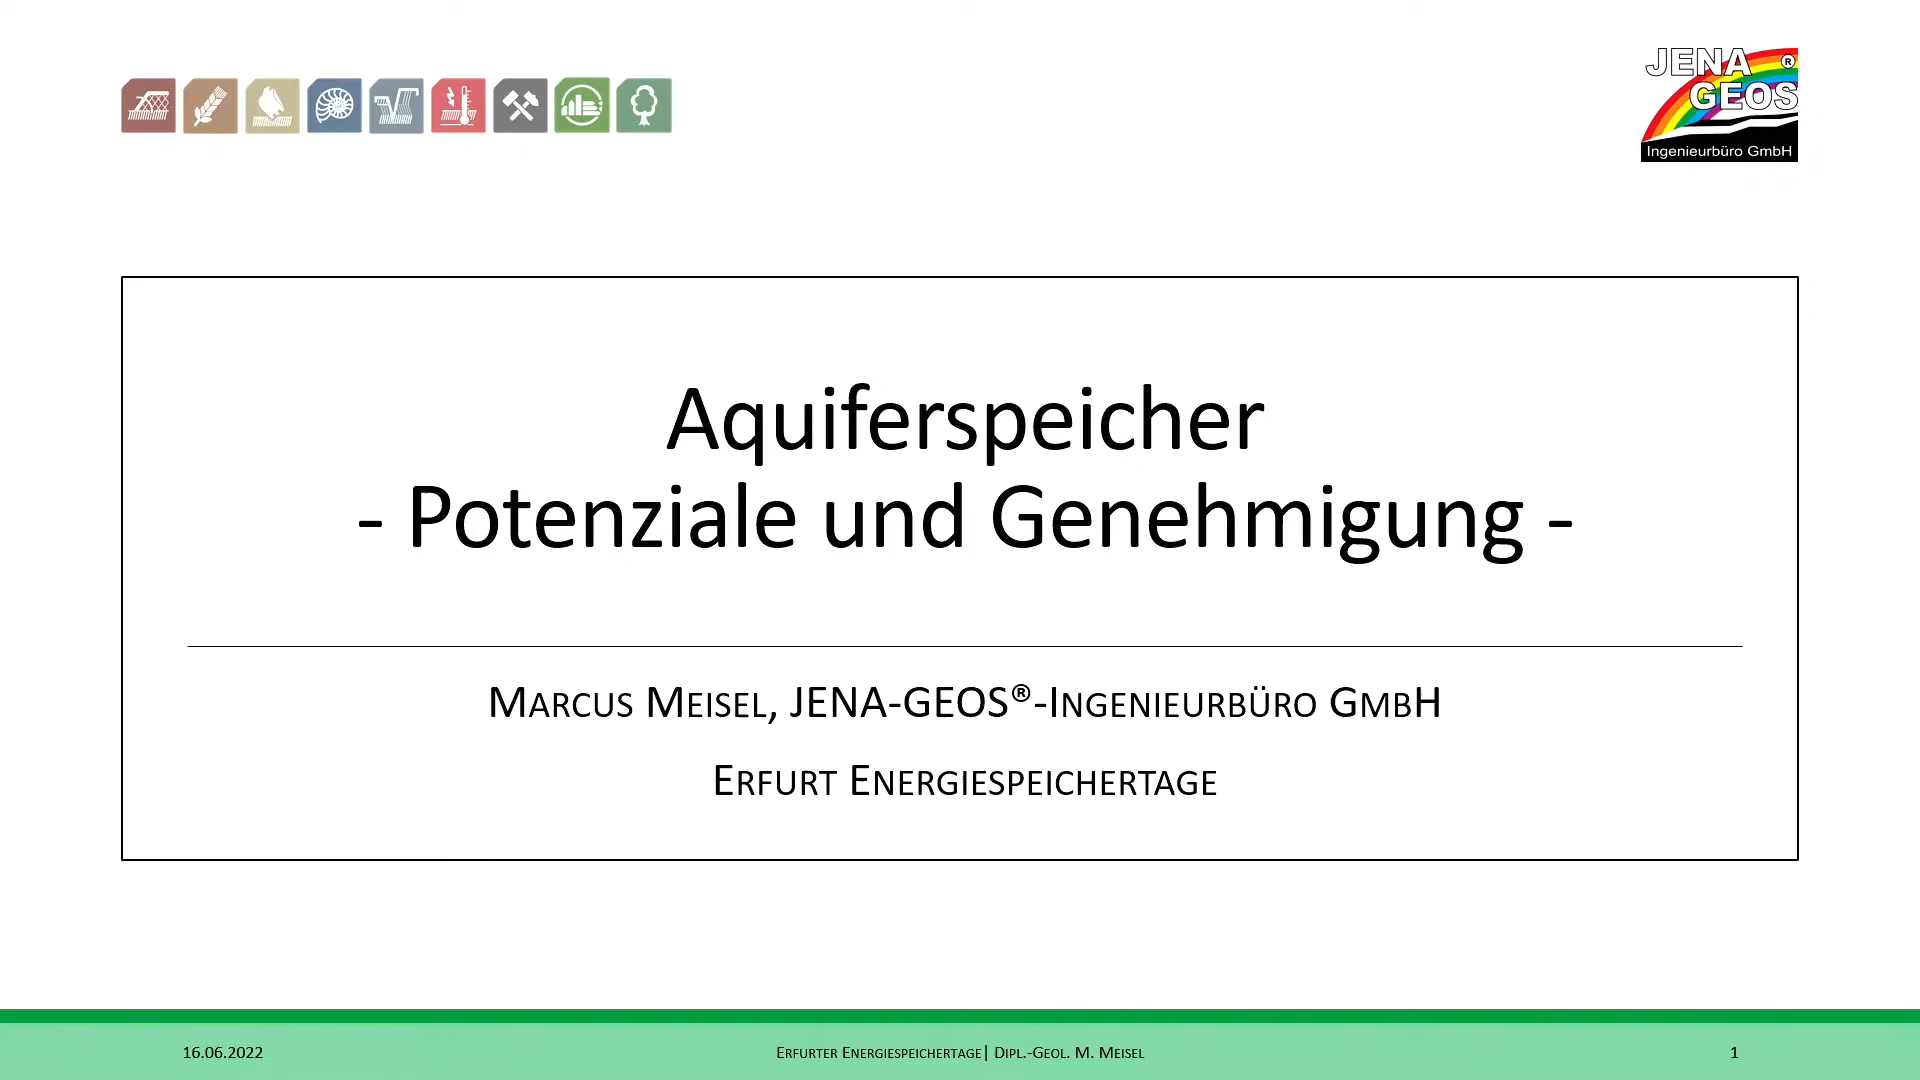 JENA ®
GEOS
Ingenieurbüro GmbH
Aquiferspeicher
- Potenziale und Genehmigung -
Marcus Meisel, JENA-GEOS®-Ingenieurbüro GmbH
Erfurt Energiespeichertage
16.06.2022
Erfurter Energiespeichertage| Dipl.-Geol. M. Meisel
1